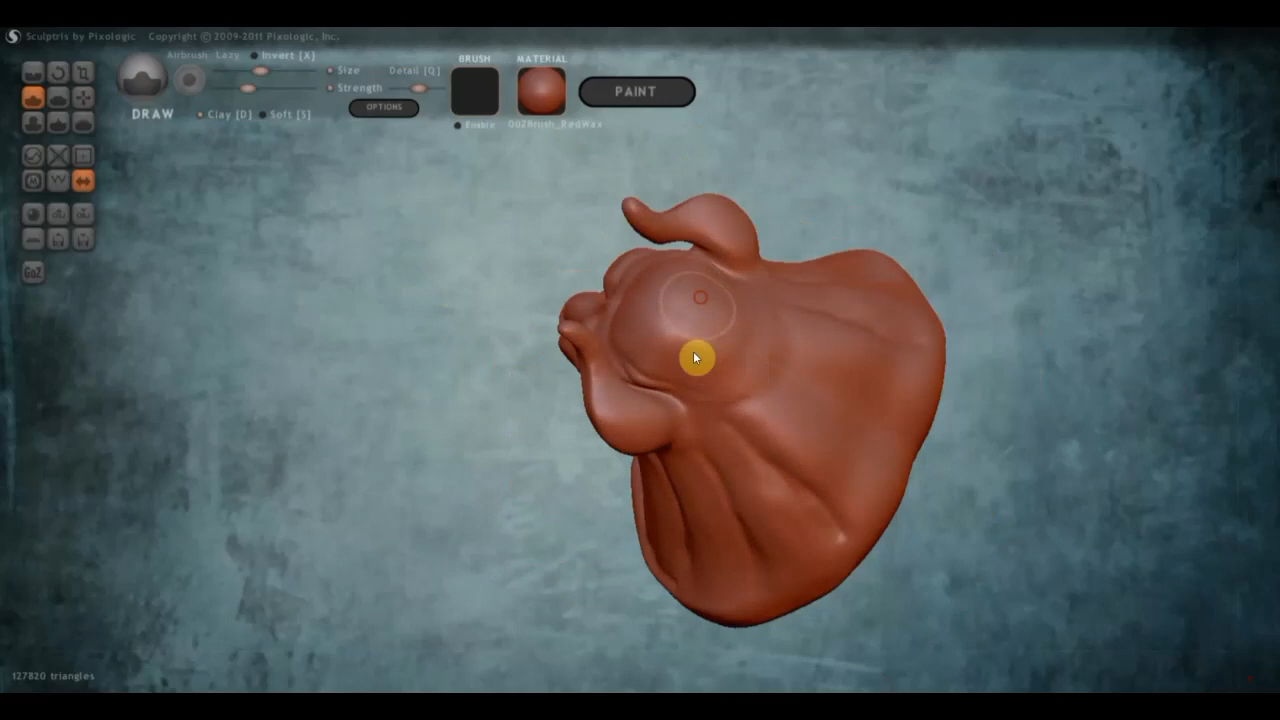 Sculptris by Pixologic Copyright © 2009-2011 Pixologic, Inc.
Airbrush Lazy Invert [X]
BRUSH MATERIAL
Size Detail [Q]
Strength
PAINT
OPTIONS
DRAW Clay [D] Soft [S]
Enable 002Brush_RedWax
GoZ
127820 triangles